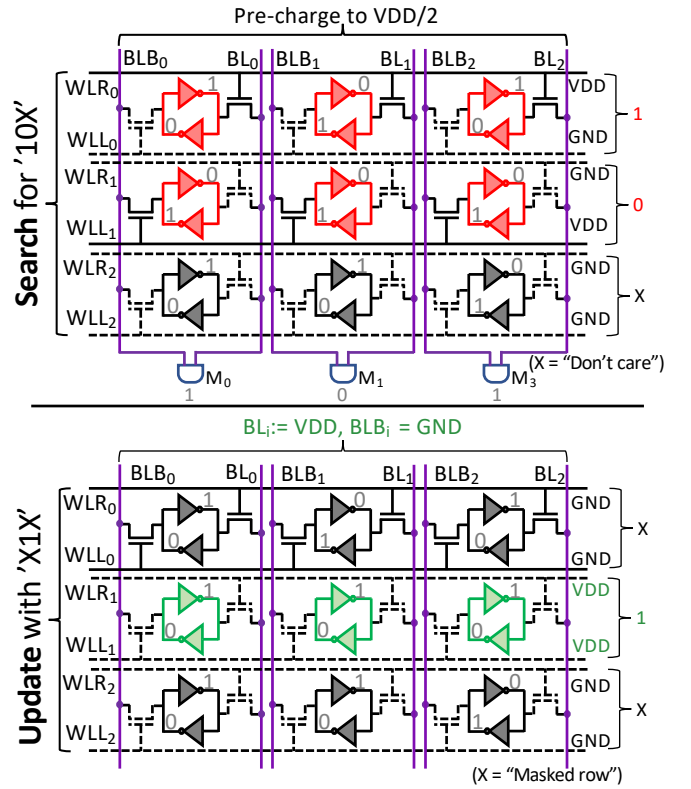 Pre-charge to VDD/2
BLB₀ BL₀ BLB₁ BL₁ BLB₂ BL₂
Search for '10X'
WLR₀ 1 0 1 VDD
0 1 0 1
WLL₀ GND
WLR₁ 0 0 0 GND
1 1 1 0
WLL₁ VDD
WLR₂ 1 1 0 GND
0 0 1 X
WLL₂ GND
M₀ M₁ M₃
(X = "Don't care")
1 0 1
BLᵢ:= VDD, BLBᵢ = GND
BLB₀ BL₀ BLB₁ BL₁ BLB₂ BL₂
Update with 'X1X'
WLR₀ 1 0 1 GND
0 1 0 X
WLL₀ GND
WLR₁ 1 1 1 VDD
0 0 0 1
WLL₁ VDD
WLR₂ 1 1 0 GND
0 0 1 X
WLL₂ GND
(X = "Masked row")